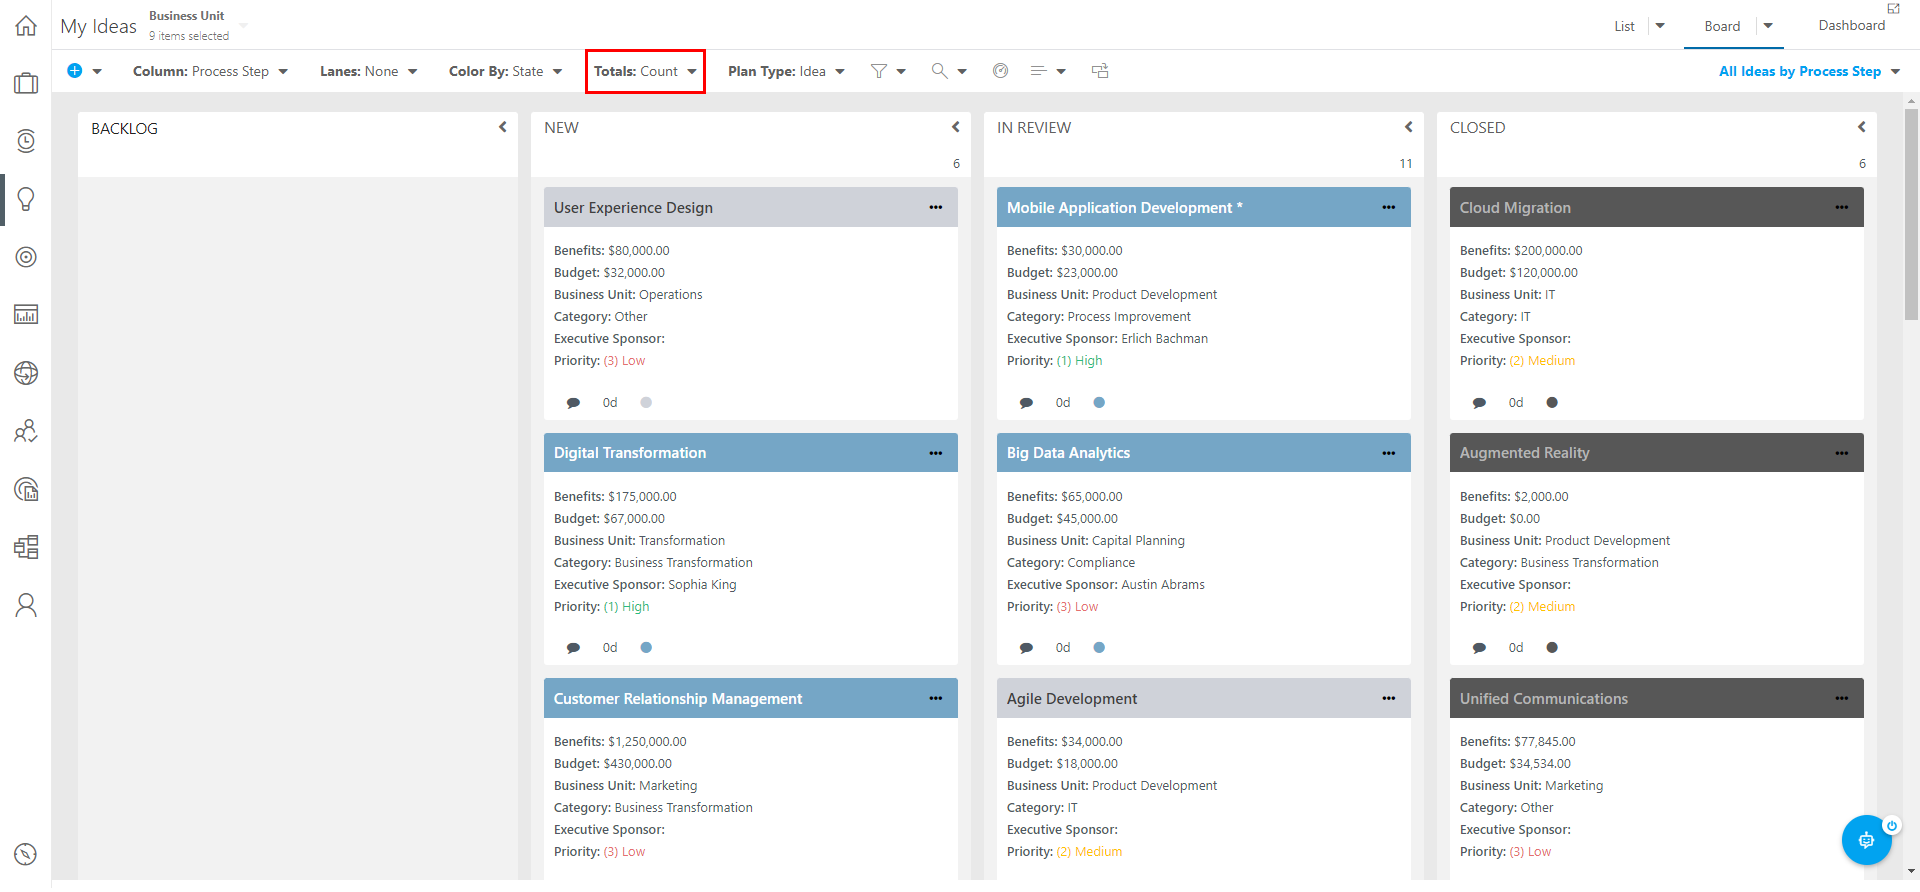 My Ideas
Business Unit
9 items selected
List
Board
Dashboard
Column: Process Step
Lanes: None
Color By: State
Totals: Count
Plan Type: Idea
All Ideas by Process Step
BACKLOG
NEW
6
User Experience Design
Benefits: $80,000.00
Budget: $32,000.00
Business Unit: Operations
Category: Other
Executive Sponsor:
Priority: (3) Low
0d
Digital Transformation
Benefits: $175,000.00
Budget: $67,000.00
Business Unit: Transformation
Category: Business Transformation
Executive Sponsor: Sophia King
Priority: (1) High
0d
Customer Relationship Management
Benefits: $1,250,000.00
Budget: $430,000.00
Business Unit: Marketing
Category: Business Transformation
Executive Sponsor:
Priority: (3) Low
IN REVIEW
11
Mobile Application Development *
Benefits: $30,000.00
Budget: $23,000.00
Business Unit: Product Development
Category: Process Improvement
Executive Sponsor: Erlich Bachman
Priority: (1) High
0d
Big Data Analytics
Benefits: $65,000.00
Budget: $45,000.00
Business Unit: Capital Planning
Category: Compliance
Executive Sponsor: Austin Abrams
Priority: (3) Low
0d
Agile Development
Benefits: $34,000.00
Budget: $18,000.00
Business Unit: Product Development
Category: IT
Executive Sponsor:
Priority: (2) Medium
CLOSED
6
Cloud Migration
Benefits: $200,000.00
Budget: $120,000.00
Business Unit: IT
Category: IT
Executive Sponsor:
Priority: (2) Medium
0d
Augmented Reality
Benefits: $2,000.00
Budget: $0.00
Business Unit: Product Development
Category: Business Transformation
Executive Sponsor:
Priority: (2) Medium
0d
Unified Communications
Benefits: $77,845.00
Budget: $34,534.00
Business Unit: Marketing
Category: Other
Executive Sponsor:
Priority: (3) Low